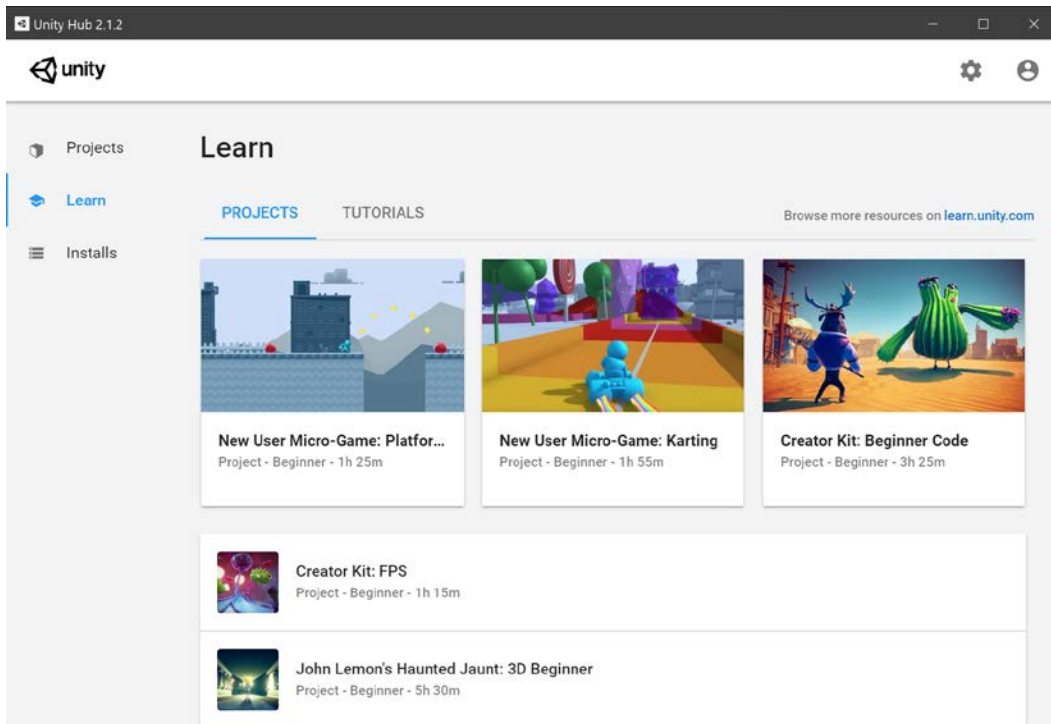 Unity Hub 2.1.2
unity
Projects
Learn
Installs
Learn
PROJECTS
TUTORIALS
Browse more resources on learn.unity.com
New User Micro-Game: Platfor...
Project - Beginner - 1h 25m
New User Micro-Game: Karting
Project - Beginner - 1h 55m
Creator Kit: Beginner Code
Project - Beginner - 3h 25m
Creator Kit: FPS
Project - Beginner - 1h 15m
John Lemon's Haunted Jaunt: 3D Beginner
Project - Beginner - 5h 30m